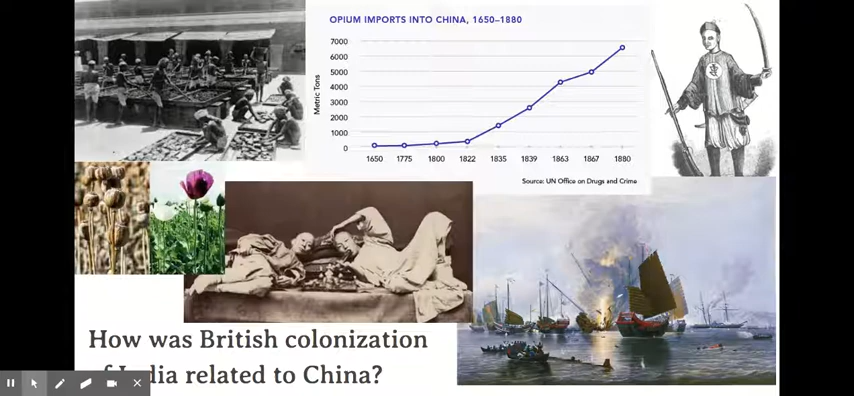 OPIUM IMPORTS INTO CHINA, 1650–1880
Metric Tons
7000
6000
5000
4000
3000
2000
1000
0
1650 1775 1800 1822 1835 1839 1863 1867 1880
Source: UN Office on Drugs and Crime
How was British colonization
of India related to China?